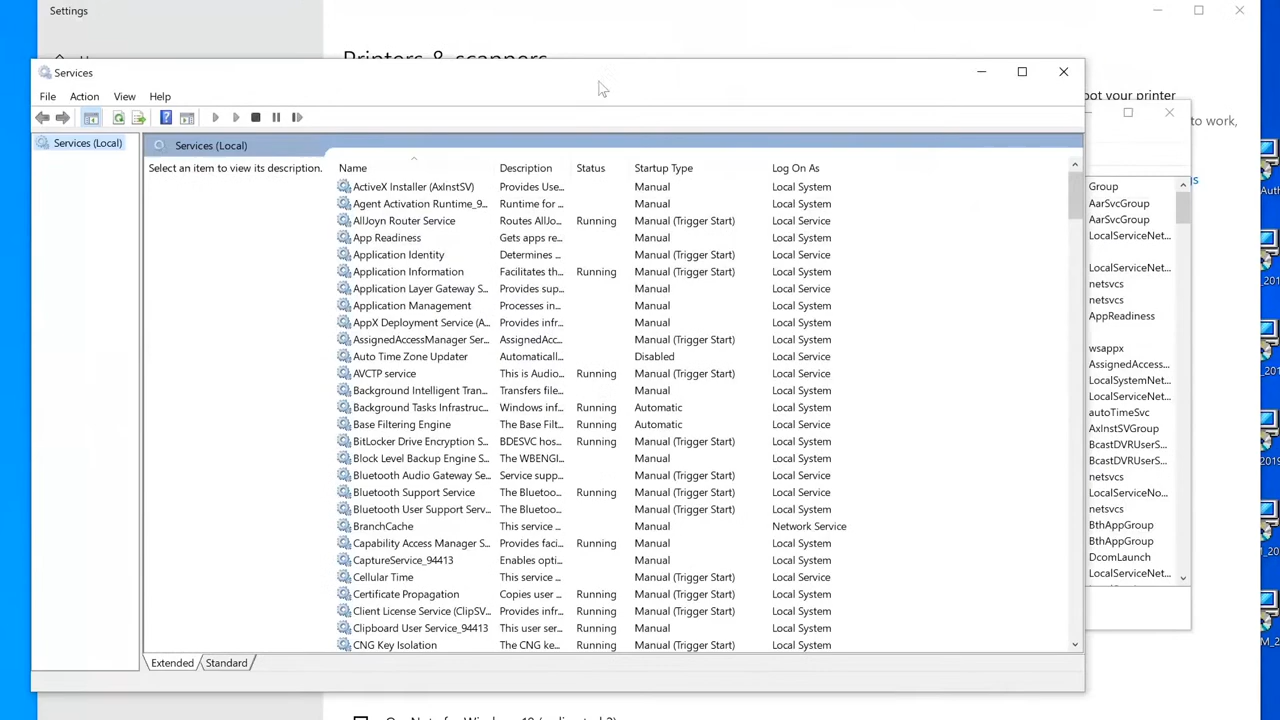 Settings
Printers & scanners
Services
File Action View Help
oot your printer
to work,
Services (Local)
Services (Local)
Select an item to view its description.
Name Description Status Startup Type Log On As
ActiveX Installer (AxInstSV) Provides Use... Manual Local System
Agent Activation Runtime_9... Runtime for ... Manual Local System
AllJoyn Router Service Routes AllJo... Running Manual (Trigger Start) Local Service
App Readiness Gets apps re... Manual Local System
Application Identity Determines ... Manual (Trigger Start) Local Service
Application Information Facilitates th... Running Manual (Trigger Start) Local System
Application Layer Gateway S... Provides sup... Manual Local Service
Application Management Processes in... Manual Local System
AppX Deployment Service (A... Provides infr... Manual Local System
AssignedAccessManager Ser... AssignedAcc... Manual (Trigger Start) Local System
Auto Time Zone Updater Automaticall... Disabled Local Service
AVCTP service This is Audio... Running Manual (Trigger Start) Local Service
Background Intelligent Tran... Transfers file... Manual Local System
Background Tasks Infrastruc... Windows inf... Running Automatic Local System
Base Filtering Engine The Base Filt... Running Automatic Local Service
BitLocker Drive Encryption S... BDESVC hos... Running Manual (Trigger Start) Local System
Block Level Backup Engine S... The WBENGI... Manual Local System
Bluetooth Audio Gateway Se... Service supp... Manual (Trigger Start) Local Service
Bluetooth Support Service The Bluetoo... Running Manual (Trigger Start) Local Service
Bluetooth User Support Serv... The Bluetoo... Manual (Trigger Start) Local System
BranchCache This service ... Manual Network Service
Capability Access Manager S... Provides faci... Running Manual Local System
CaptureService_94413 Enables opti... Manual Local System
Cellular Time This service ... Manual (Trigger Start) Local Service
Certificate Propagation Copies user ... Running Manual (Trigger Start) Local System
Client License Service (ClipSV... Provides infr... Running Manual (Trigger Start) Local System
Clipboard User Service_94413 This user ser... Running Manual Local System
CNG Key Isolation The CNG ke... Running Manual (Trigger Start) Local System
Extended Standard
Group
AarSvcGroup
AarSvcGroup
LocalServiceNet...
LocalServiceNet...
netsvcs
netsvcs
AppReadiness
wsappx
AssignedAccess...
LocalSystemNet...
LocalServiceNet...
autoTimeSvc
AxInstSVGroup
BcastDVRUserS...
BcastDVRUserS...
netsvcs
LocalServiceNo...
netsvcs
BthAppGroup
BthAppGroup
DcomLaunch
LocalServiceNet...